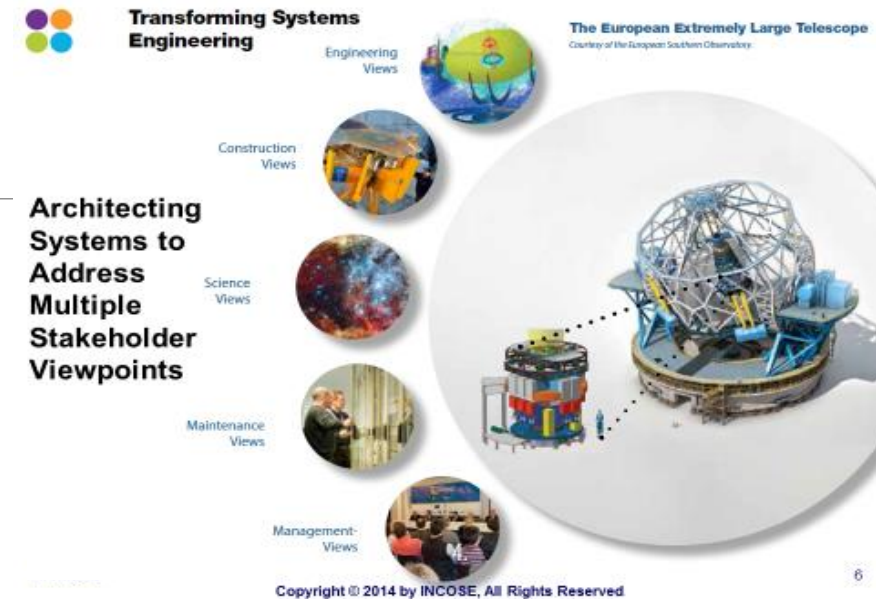 Transforming Systems
Engineering
The European Extremely Large Telescope
Courtesy of the European Southern Observatory.
Engineering
Views
Construction
Views
Architecting
Systems to
Address
Multiple
Stakeholder
Viewpoints
Science
Views
Maintenance
Views
Management-
Views
6
Copyright © 2014 by INCOSE, All Rights Reserved